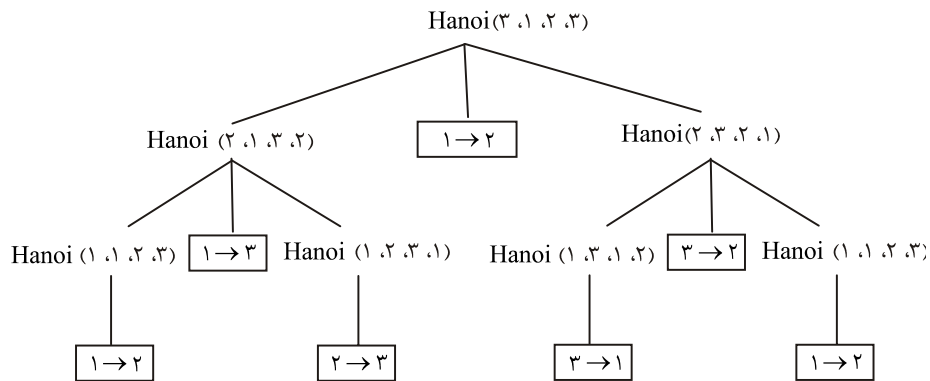 Hanoi(۳ ،۱ ،۲ ،۳)
Hanoi (۲ ،۱ ،۳ ،۲)
۱→۲
Hanoi(۲ ،۳ ،۲ ،۱)
Hanoi (۱ ،۱ ،۲ ،۳)
۱→۳
Hanoi (۱ ،۲ ،۳ ،۱)
Hanoi (۱ ،۳ ،۱ ،۲)
۳→۲
Hanoi (۱ ،۱ ،۲ ،۳)
۱→۲
۲→۳
۳→۱
۱→۲